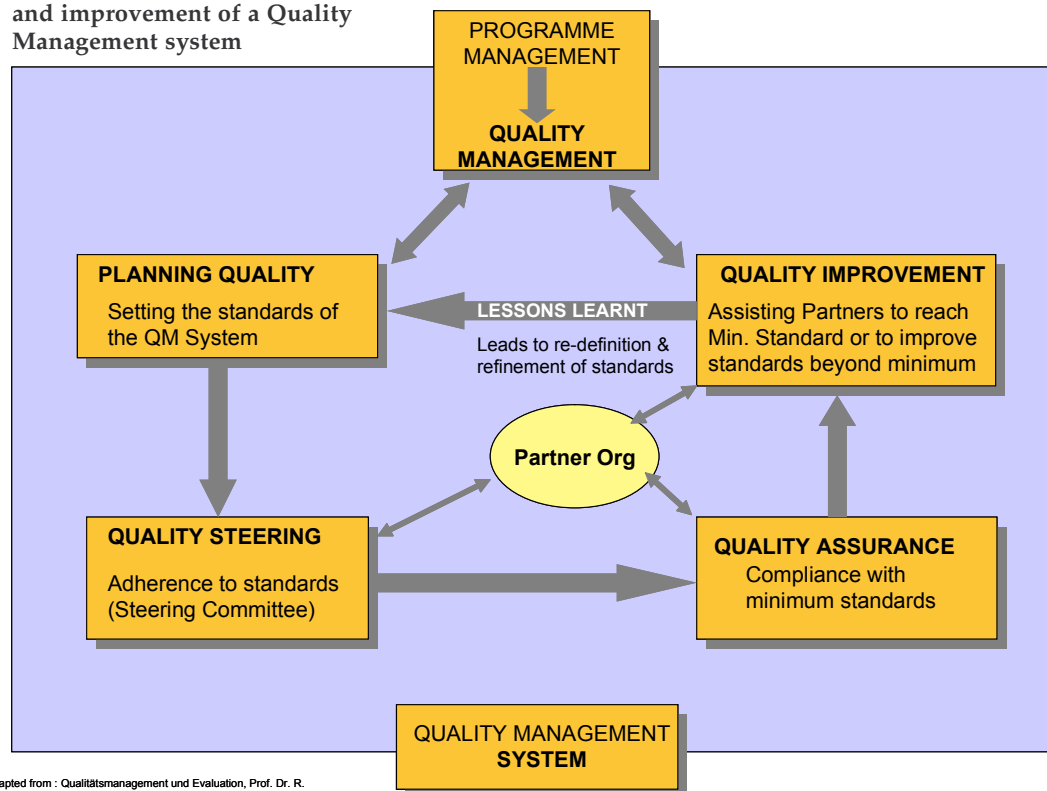 and improvement of a Quality
Management system
PROGRAMME
MANAGEMENT
QUALITY
MANAGEMENT
PLANNING QUALITY
Setting the standards of
the QM System
LESSONS LEARNT
Leads to re-definition &
refinement of standards
QUALITY IMPROVEMENT
Assisting Partners to reach
Min. Standard or to improve
standards beyond minimum
Partner Org
QUALITY STEERING
Adherence to standards
(Steering Committee)
QUALITY ASSURANCE
Compliance with
minimum standards
QUALITY MANAGEMENT
SYSTEM
apted from : Qualitätsmanagement und Evaluation, Prof. Dr. R.